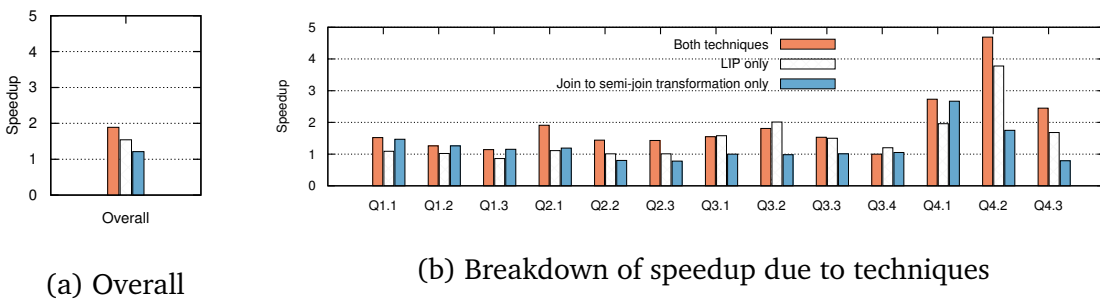 5
4
3
2
1
0
Speedup
Overall
(a) Overall
5
4
3
2
1
0
Speedup
Both techniques
LIP only
Join to semi-join transformation only
Q1.1 Q1.2 Q1.3 Q2.1 Q2.2 Q2.3 Q3.1 Q3.2 Q3.3 Q3.4 Q4.1 Q4.2 Q4.3
(b) Breakdown of speedup due to techniques